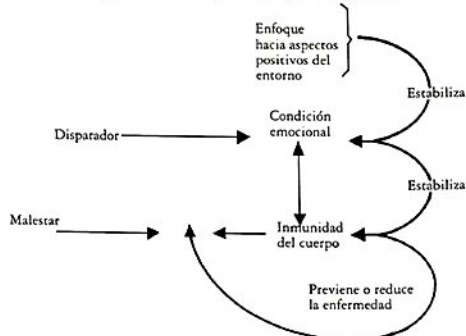 Enfoque
hacia aspectos
positivos del
entorno
Estabiliza
Condición
emocional
Disparador
Estabiliza
Malestar
Inmunidad
del cuerpo
Previene o reduce
la enfermedad